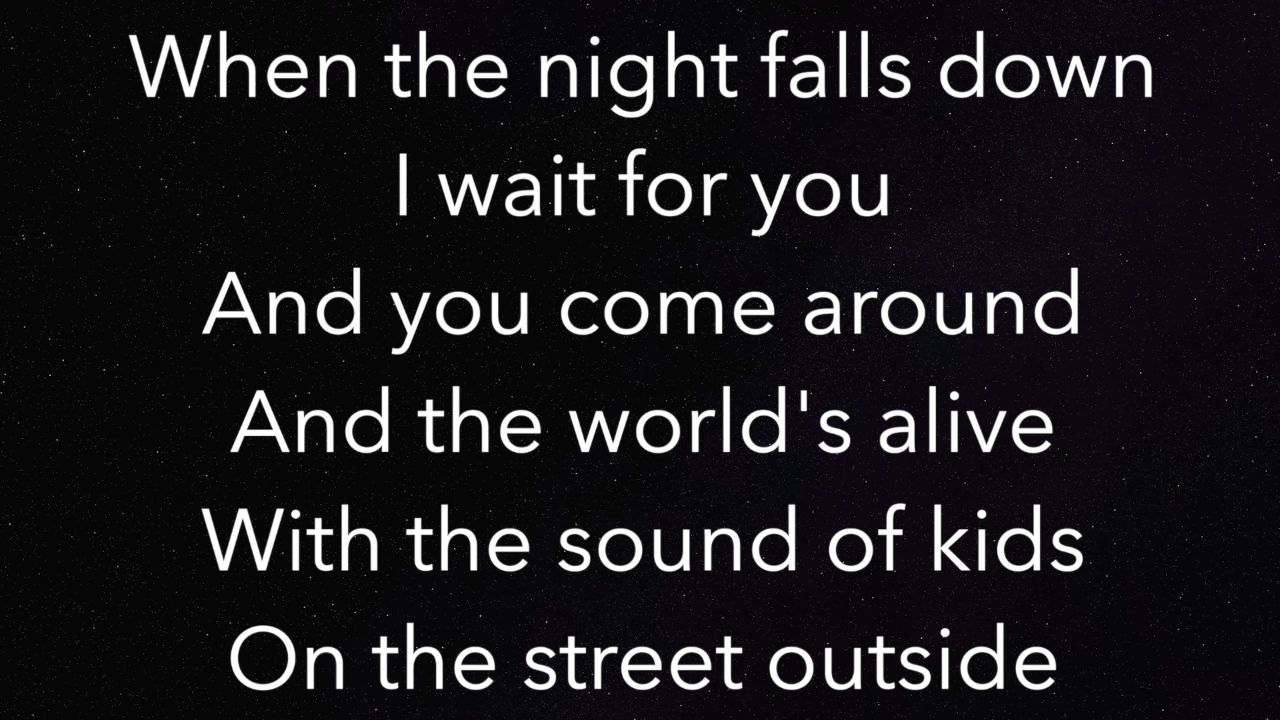 When the night falls down
I wait for you
And you come around
And the world's alive
With the sound of kids
On the street outside